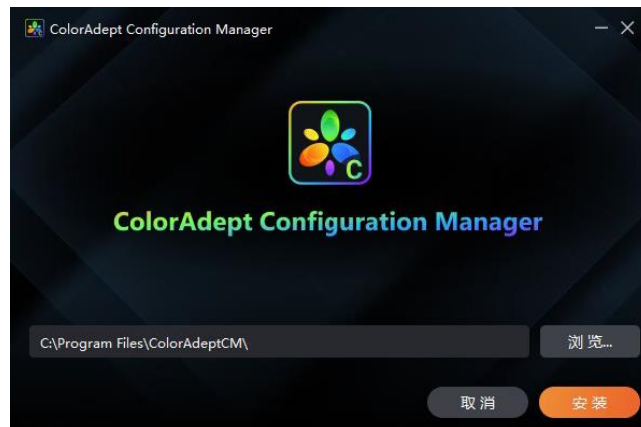 ColorAdept Configuration Manager
C
ColorAdept Configuration Manager
C:\Program Files\ColorAdeptCM\
浏览...
取消
安装